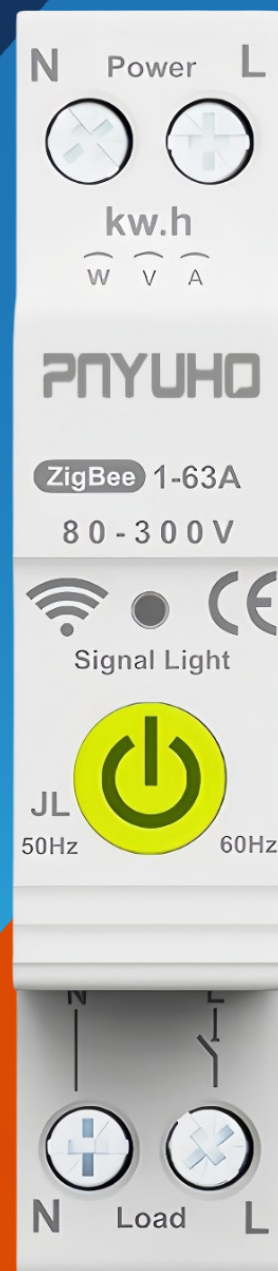 N Power L
kw.h
W V A
PNYUHO
ZigBee 1-63A
80-300V
CE
Signal Light
JL
50Hz 60Hz
N L
N Load L